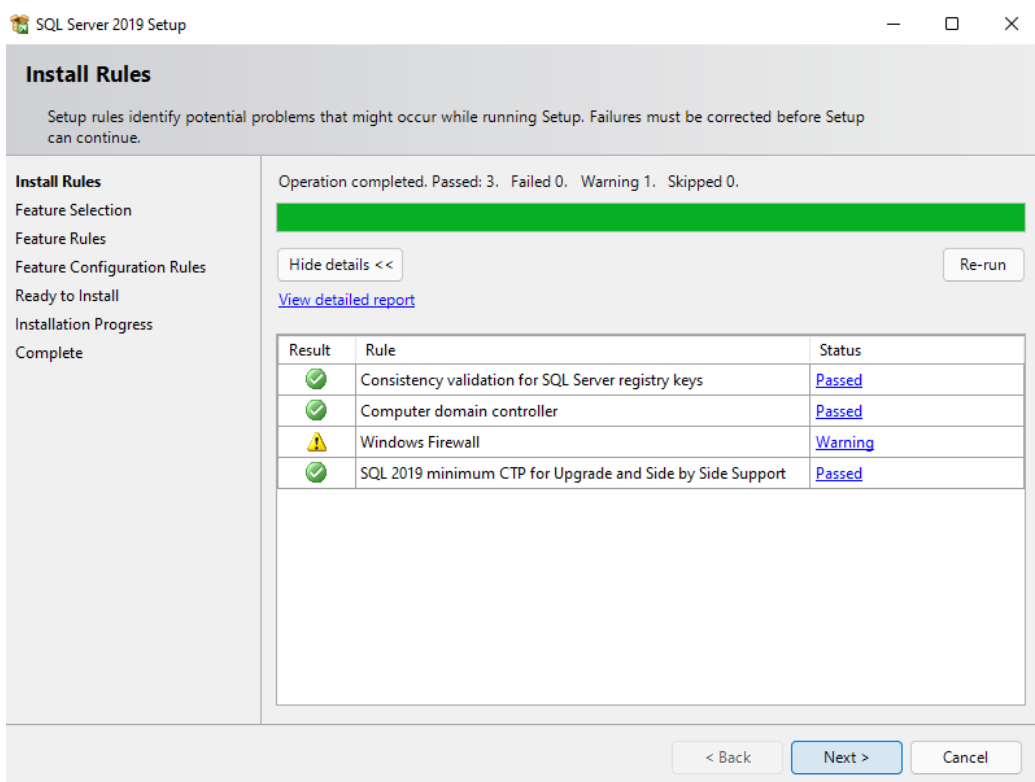 SQL Server 2019 Setup
Install Rules
Setup rules identify potential problems that might occur while running Setup. Failures must be corrected before Setup
can continue.
Install Rules
Feature Selection
Feature Rules
Feature Configuration Rules
Ready to Install
Installation Progress
Complete
Operation completed. Passed: 3.   Failed 0.   Warning 1.   Skipped 0.
Hide details <<
Re-run
View detailed report
Result Rule Status
Consistency validation for SQL Server registry keys Passed
Computer domain controller Passed
Windows Firewall Warning
SQL 2019 minimum CTP for Upgrade and Side by Side Support Passed
< Back Next > Cancel